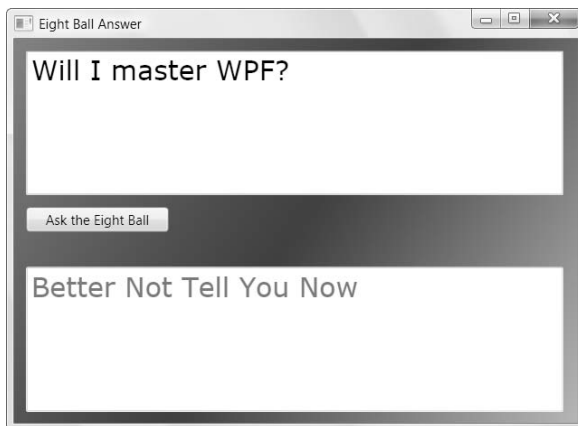 Eight Ball Answer
Will I master WPF?
Ask the Eight Ball
Better Not Tell You Now